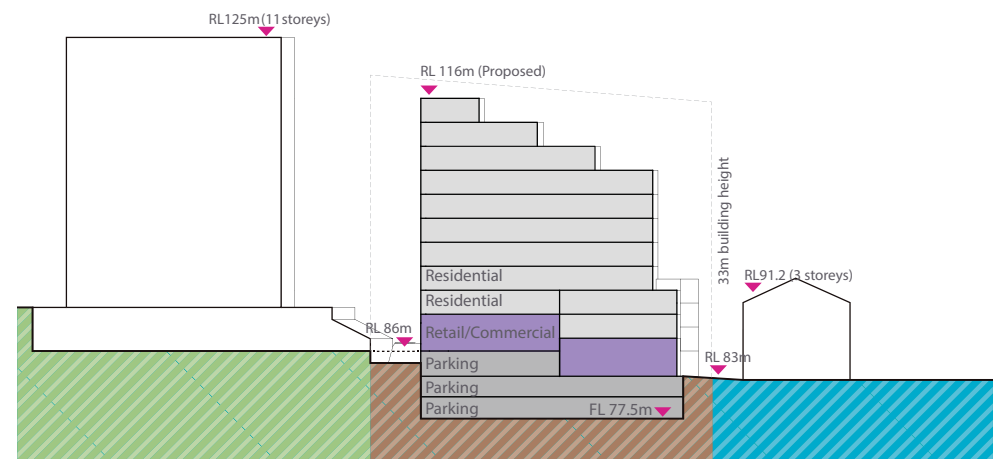 RL125m (11 storeys)
RL 116m (Proposed)
33m building height
Residential
RL91.2 (3 storeys)
Residential
RL 86m
Retail/Commercial
RL 83m
Parking
Parking
Parking
FL 77.5m